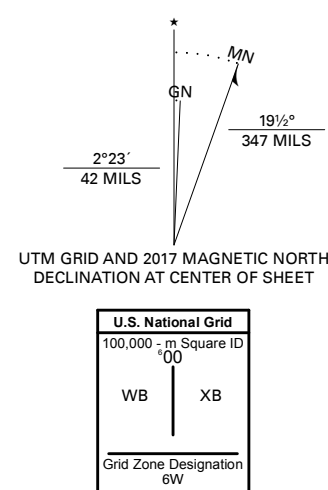 ★
MN
GN
19½°
347 MILS
2°23´
42 MILS
UTM GRID AND 2017 MAGNETIC NORTH
DECLINATION AT CENTER OF SHEET
U.S. National Grid
100,000 - m Square ID
⁶00
WB XB
Grid Zone Designation
6W